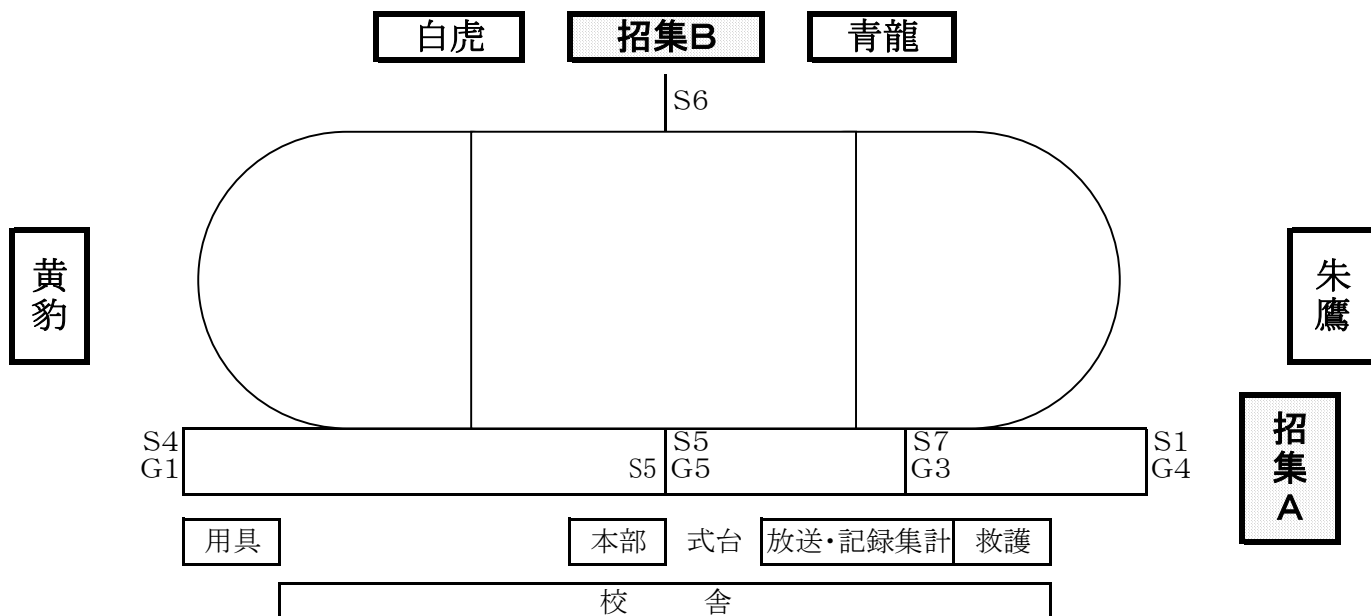 白虎 招集B 青龍
S6
黄豹
朱鷹
招集A
S4 S5 S7 S1
G1 S5 G5 G3 G4
用具 本部 式台 放送・記録集計 救護
校 舎